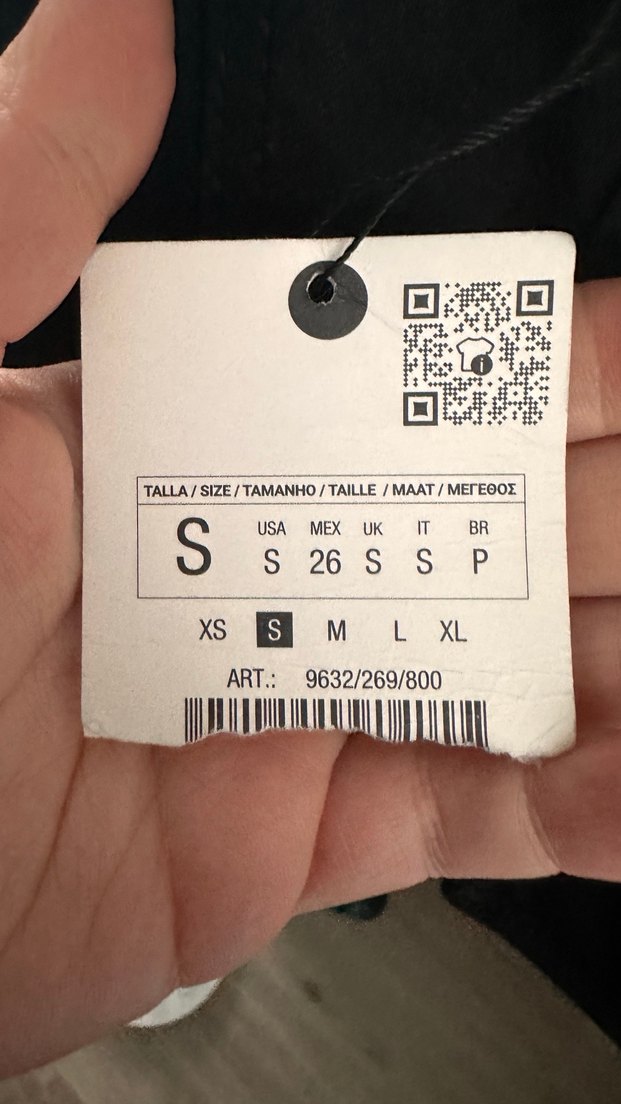 TALLA / SIZE / TAMANHO / TAILLE / MAAT / ΜΕΓΕΘΟΣ
S
USA MEX UK IT BR
S 26 S S P
XS S M L XL
ART.: 9632/269/800